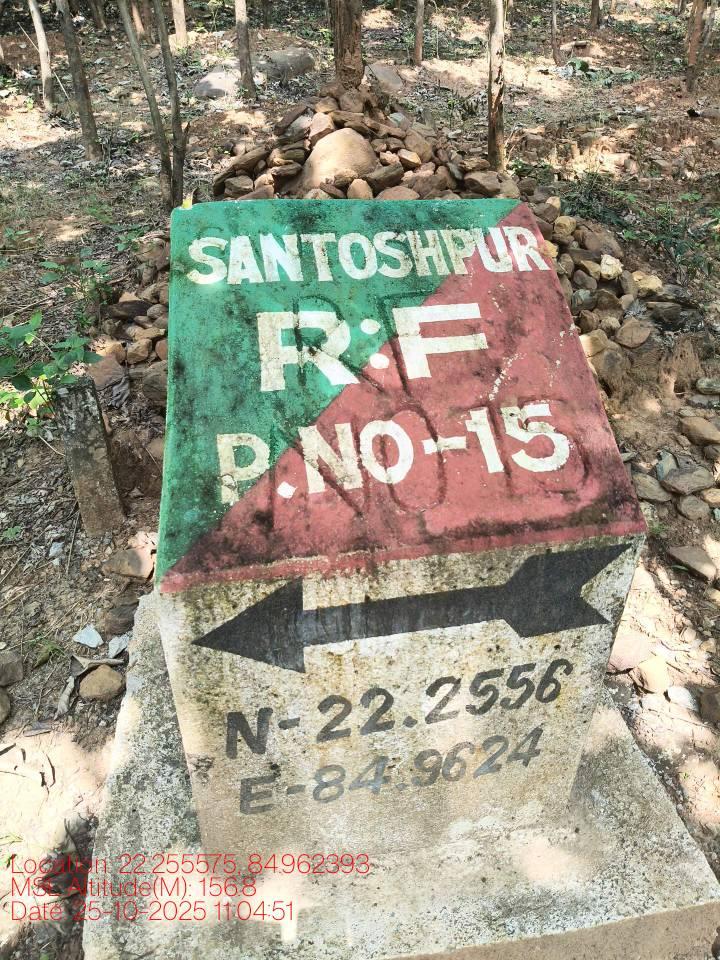 SANTOSHPUR
R:F
P.NO-15
N-22.2556
E-84.9624
Location: 22.255575, 84.962393
MSL Altitude(M): 156.8
Date: 25-10-2025 11:04:51